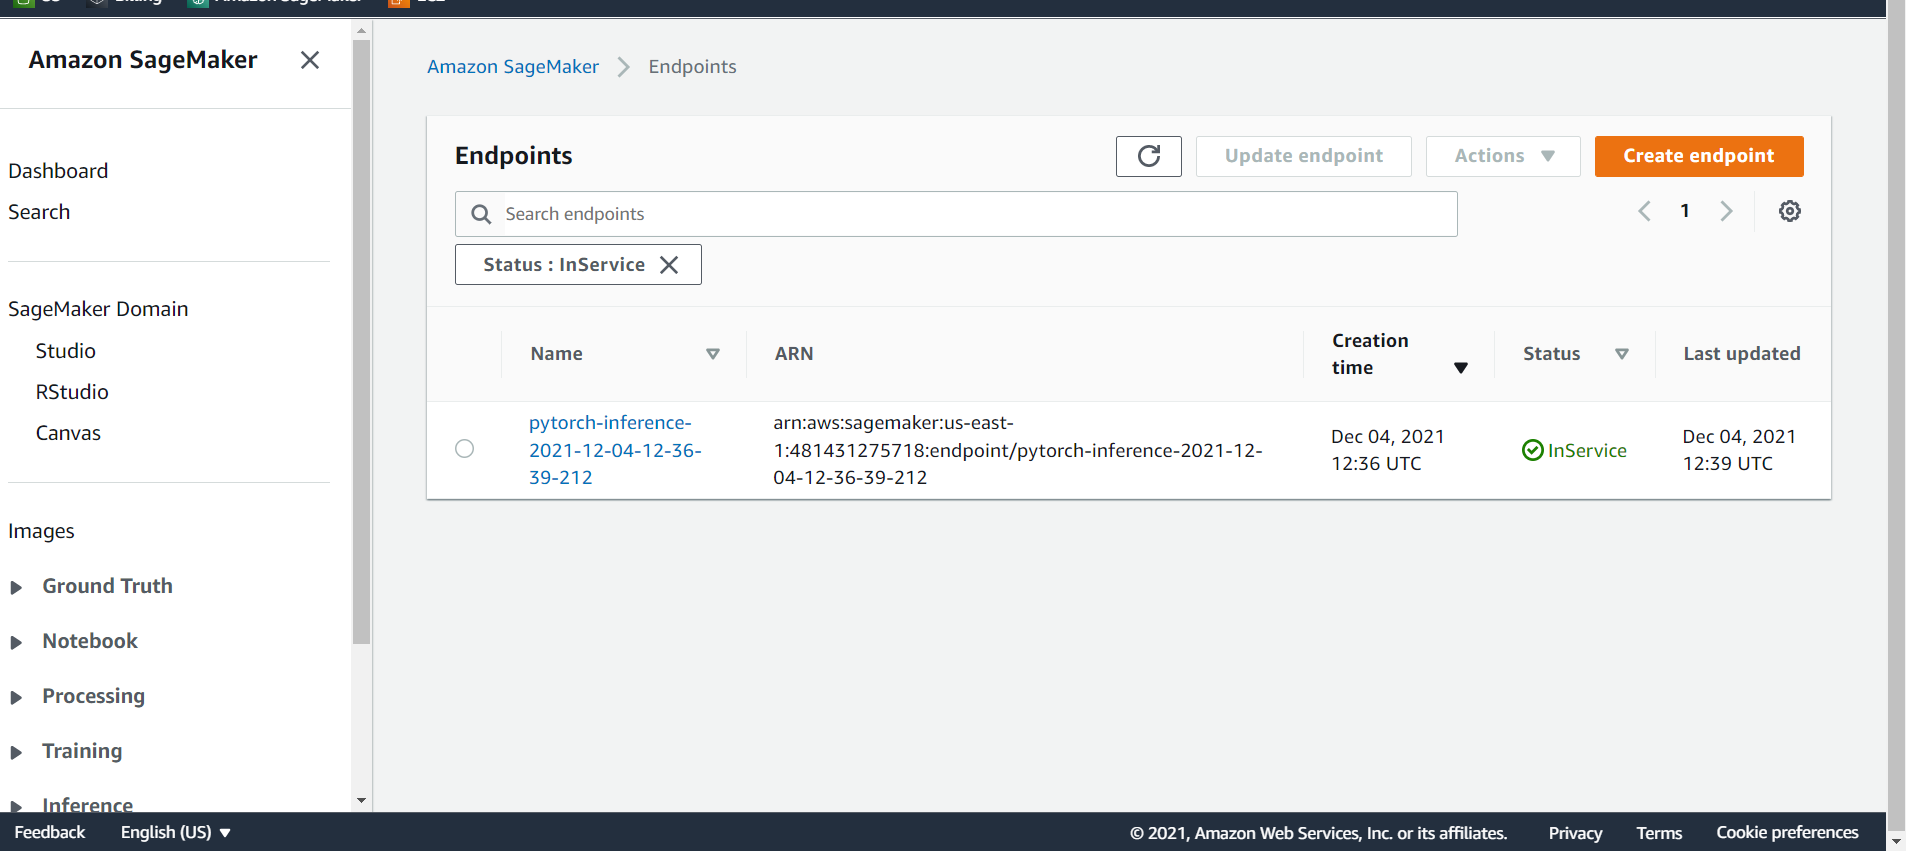 Amazon SageMaker
Dashboard
Search
SageMaker Domain
Studio
RStudio
Canvas
Images
Ground Truth
Notebook
Processing
Training
Inference
Amazon SageMaker
Endpoints
Endpoints
Update endpoint
Actions
Create endpoint
Search endpoints
1
Status : InService
Name
ARN
Creation
time
Status
Last updated
pytorch-inference-
2021-12-04-12-36-
39-212
arn:aws:sagemaker:us-east-
1:481431275718:endpoint/pytorch-inference-2021-12-
04-12-36-39-212
Dec 04, 2021
12:36 UTC
InService
Dec 04, 2021
12:39 UTC
Feedback
English (US)
© 2021, Amazon Web Services, Inc. or its affiliates.
Privacy
Terms
Cookie preferences